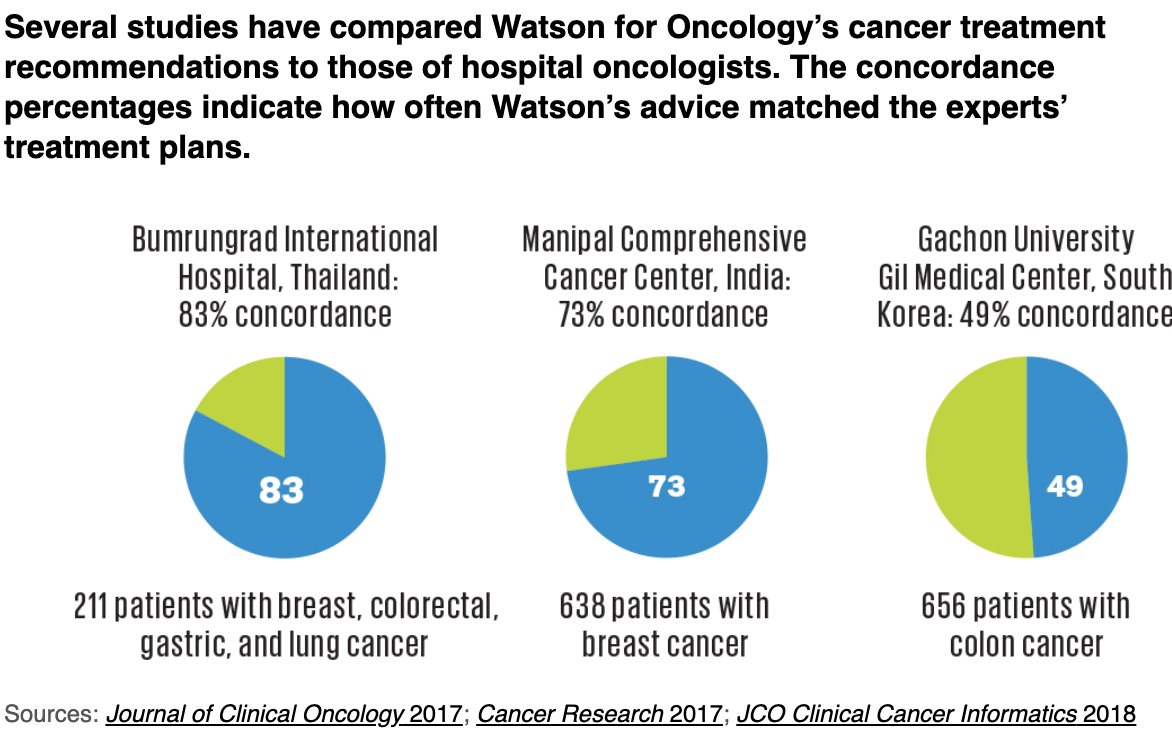 Several studies have compared Watson for Oncology’s cancer treatment
recommendations to those of hospital oncologists. The concordance
percentages indicate how often Watson’s advice matched the experts’
treatment plans.
Bumrungrad International
Hospital, Thailand:
83% concordance
83
211 patients with breast, colorectal,
gastric, and lung cancer
Manipal Comprehensive
Cancer Center, India:
73% concordance
73
638 patients with
breast cancer
Gachon University
Gil Medical Center, South
Korea: 49% concordance
49
656 patients with
colon cancer
Sources: Journal of Clinical Oncology 2017; Cancer Research 2017; JCO Clinical Cancer Informatics 2018